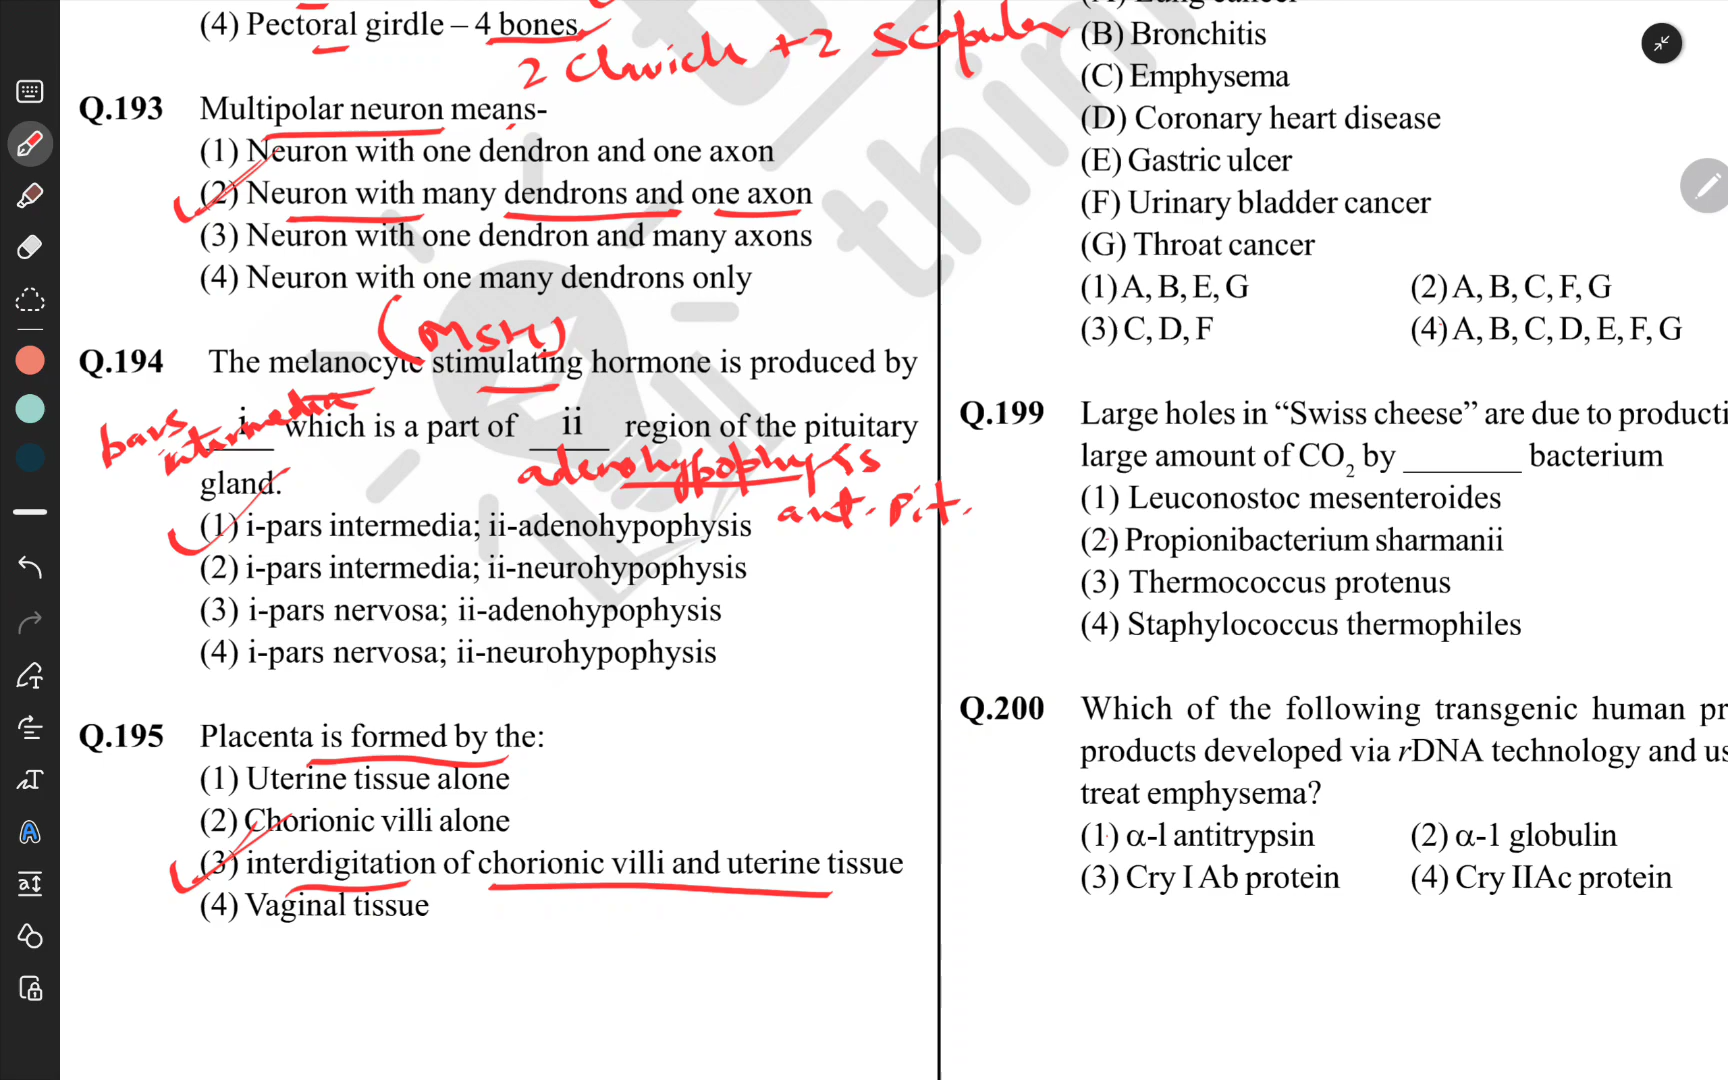 (4) Pectoral girdle – 4 bones
2 Clavicle + 2 Scapula
Q.193 Multipolar neuron means-
(1) Neuron with one dendron and one axon
(2) Neuron with many dendrons and one axon
(3) Neuron with one dendron and many axons
(4) Neuron with one many dendrons only
(MSH)
Q.194 The melanocyte stimulating hormone is produced by
i which is a part of ii region of the pituitary
pars intermedia
adenohypophysis
gland.
ant. Pit.
(1) i-pars intermedia; ii-adenohypophysis
(2) i-pars intermedia; ii-neurohypophysis
(3) i-pars nervosa; ii-adenohypophysis
(4) i-pars nervosa; ii-neurohypophysis
Q.195 Placenta is formed by the:
(1) Uterine tissue alone
(2) Chorionic villi alone
(3) interdigitation of chorionic villi and uterine tissue
(4) Vaginal tissue
(B) Bronchitis
(C) Emphysema
(D) Coronary heart disease
(E) Gastric ulcer
(F) Urinary bladder cancer
(G) Throat cancer
(1) A, B, E, G (2) A, B, C, F, G
(3) C, D, F (4) A, B, C, D, E, F, G
Q.199 Large holes in “Swiss cheese” are due to producti
large amount of CO₂ by ________ bacterium
(1) Leuconostoc mesenteroides
(2) Propionibacterium sharmanii
(3) Thermococcus protenus
(4) Staphylococcus thermophiles
Q.200 Which of the following transgenic human pr
products developed via rDNA technology and us
treat emphysema?
(1) α-l antitrypsin (2) α-1 globulin
(3) Cry I Ab protein (4) Cry IIAc protein